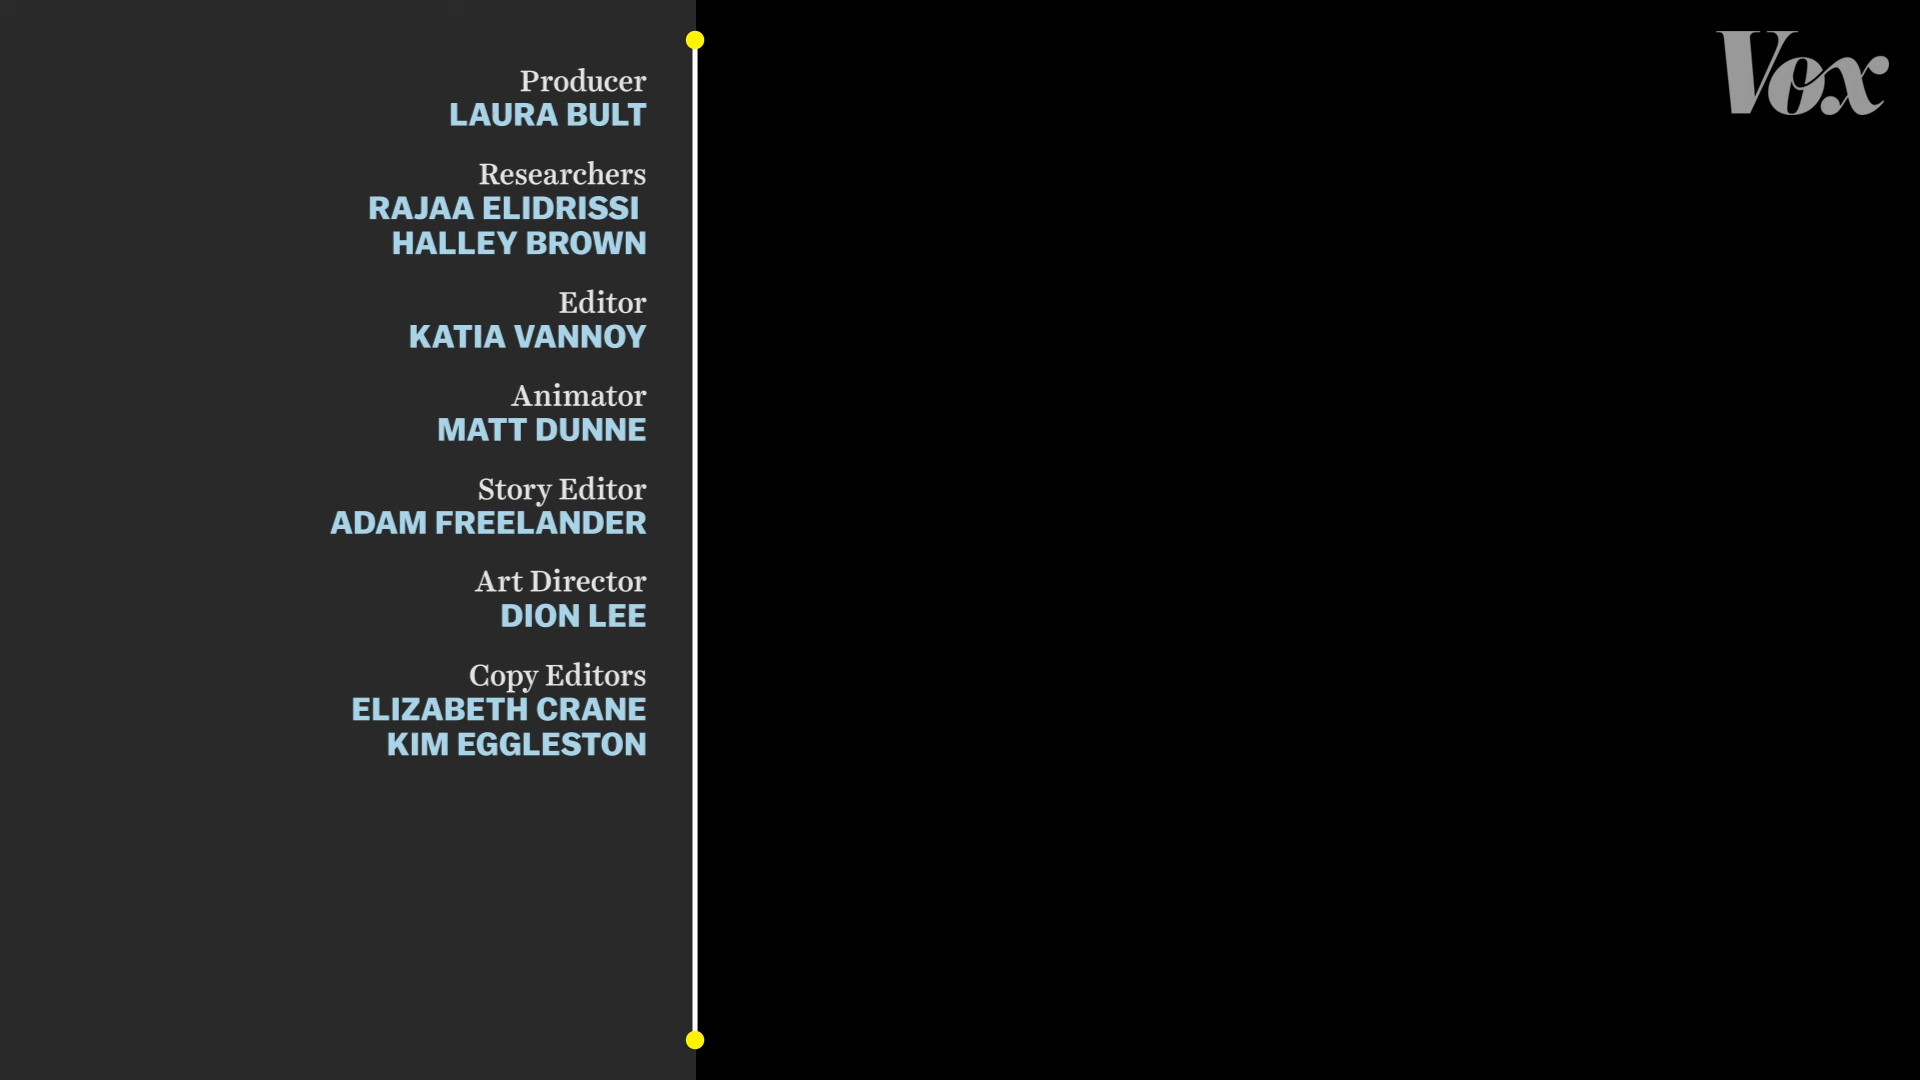 Producer
LAURA BULT
Researchers
RAJAA ELIDRISSI
HALLEY BROWN
Editor
KATIA VANNOY
Animator
MATT DUNNE
Story Editor
ADAM FREELANDER
Art Director
DION LEE
Copy Editors
ELIZABETH CRANE
KIM EGGLESTON
Vox